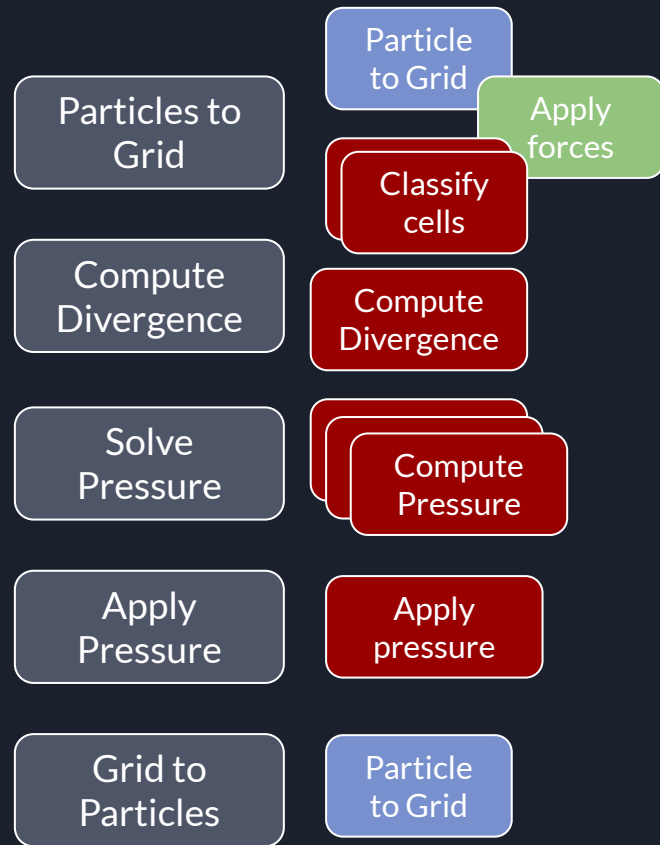 Particles to
Grid
Particle
to Grid
Apply
forces
Classify
cells
Compute
Divergence
Compute
Divergence
Solve
Pressure
Compute
Pressure
Apply
Pressure
Apply
pressure
Grid to
Particles
Particle
to Grid